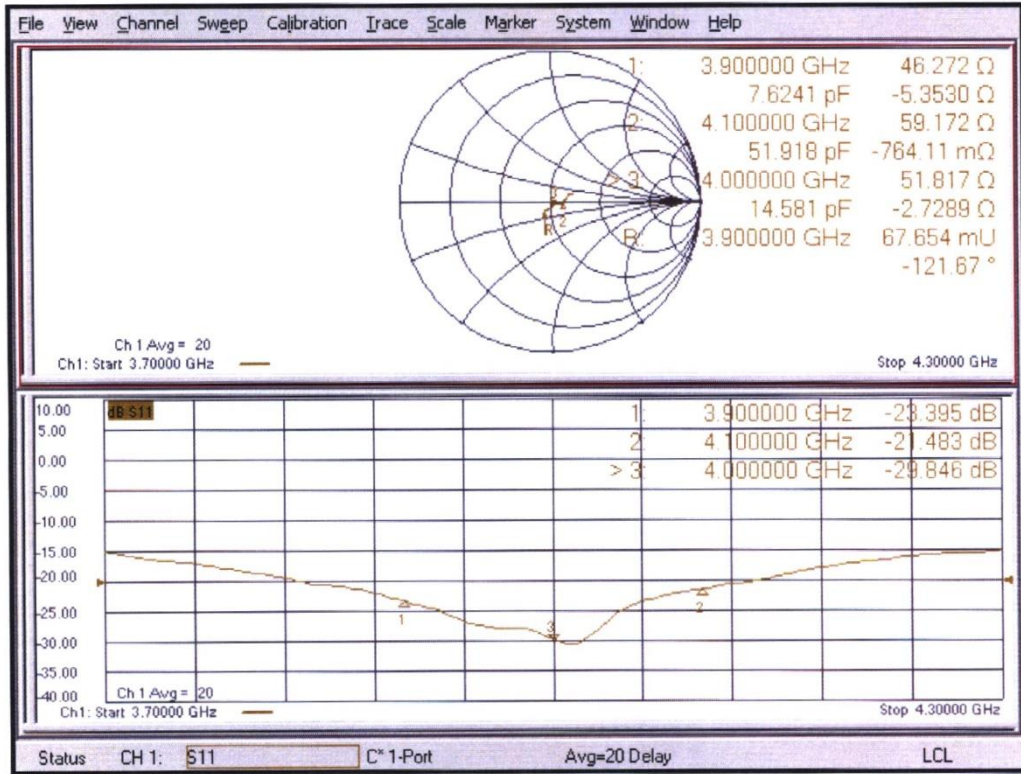 File View Channel Sweep Calibration Trace Scale Marker System Window Help
1: 3.900000 GHz 46.272 Ω
7.6241 pF -5.3530 Ω
2: 4.100000 GHz 59.172 Ω
51.918 pF -764.11 mΩ
> 3: 4.000000 GHz 51.817 Ω
14.581 pF -2.7289 Ω
R: 3.900000 GHz 67.654 mU
-121.67 °
3
2
R
Ch 1 Avg = 20
Ch1: Start 3.70000 GHz Stop 4.30000 GHz
dB S11
1: 3.900000 GHz -23.395 dB
2: 4.100000 GHz -21.483 dB
> 3: 4.000000 GHz -29.846 dB
10.00
5.00
0.00
-5.00
-10.00
-15.00
-20.00
-25.00
-30.00
-35.00
-40.00
1
3
2
Ch 1 Avg = 20
Ch1: Start 3.70000 GHz Stop 4.30000 GHz
Status CH 1: S11 C* 1-Port Avg=20 Delay LCL